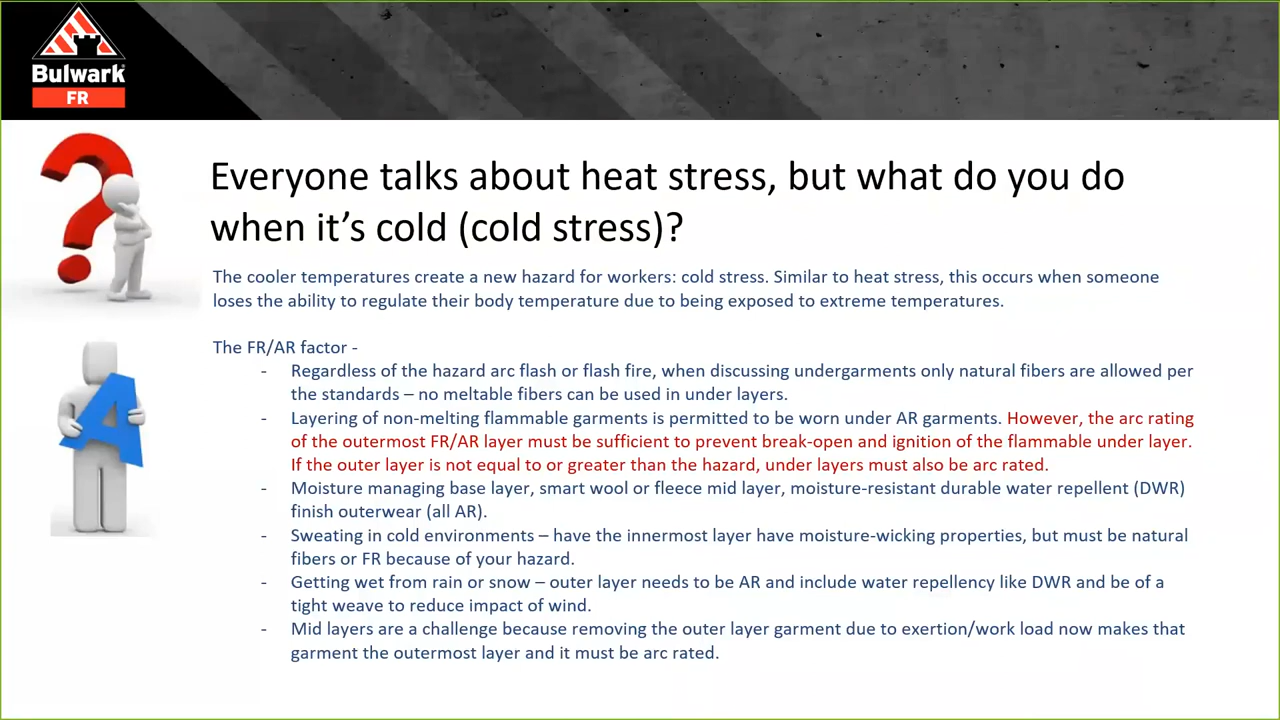 Bulwark
FR
Everyone talks about heat stress, but what do you do
when it's cold (cold stress)?
The cooler temperatures create a new hazard for workers: cold stress. Similar to heat stress, this occurs when someone
loses the ability to regulate their body temperature due to being exposed to extreme temperatures.
The FR/AR factor -
- Regardless of the hazard arc flash or flash fire, when discussing undergarments only natural fibers are allowed per
the standards – no meltable fibers can be used in under layers.
- Layering of non-melting flammable garments is permitted to be worn under AR garments. However, the arc rating
of the outermost FR/AR layer must be sufficient to prevent break-open and ignition of the flammable under layer.
If the outer layer is not equal to or greater than the hazard, under layers must also be arc rated.
- Moisture managing base layer, smart wool or fleece mid layer, moisture-resistant durable water repellent (DWR)
finish outerwear (all AR).
- Sweating in cold environments – have the innermost layer have moisture-wicking properties, but must be natural
fibers or FR because of your hazard.
- Getting wet from rain or snow – outer layer needs to be AR and include water repellency like DWR and be of a
tight weave to reduce impact of wind.
- Mid layers are a challenge because removing the outer layer garment due to exertion/work load now makes that
garment the outermost layer and it must be arc rated.